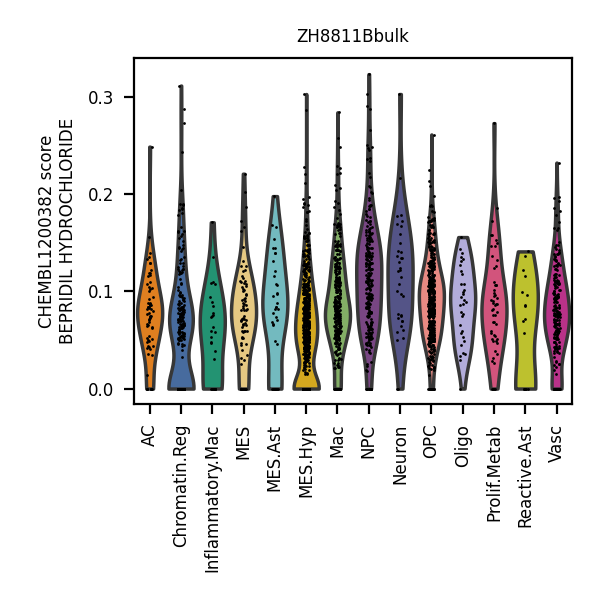 ZH8811Bbulk
CHEMBL1200382 score
BEPRIDIL HYDROCHLORIDE
0.3
0.2
0.1
0.0
AC
Chromatin.Reg
Inflammatory.Mac
MES
MES.Ast
MES.Hyp
Mac
NPC
Neuron
OPC
Oligo
Prolif.Metab
Reactive.Ast
Vasc